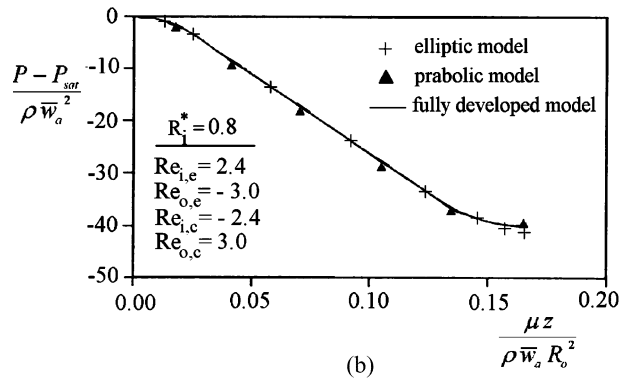 P − P_sat
ρ w̄_a²
0
-10
-20
-30
-40
-50
+ elliptic model
▲ prabolic model
fully developed model
R_i^* = 0.8
Re_i,e = 2.4
Re_o,e = - 3.0
Re_i,c = - 2.4
Re_o,c = 3.0
0.00 0.05 0.10 0.15 0.20
μ z
ρ w̄_a R_o²
(b)